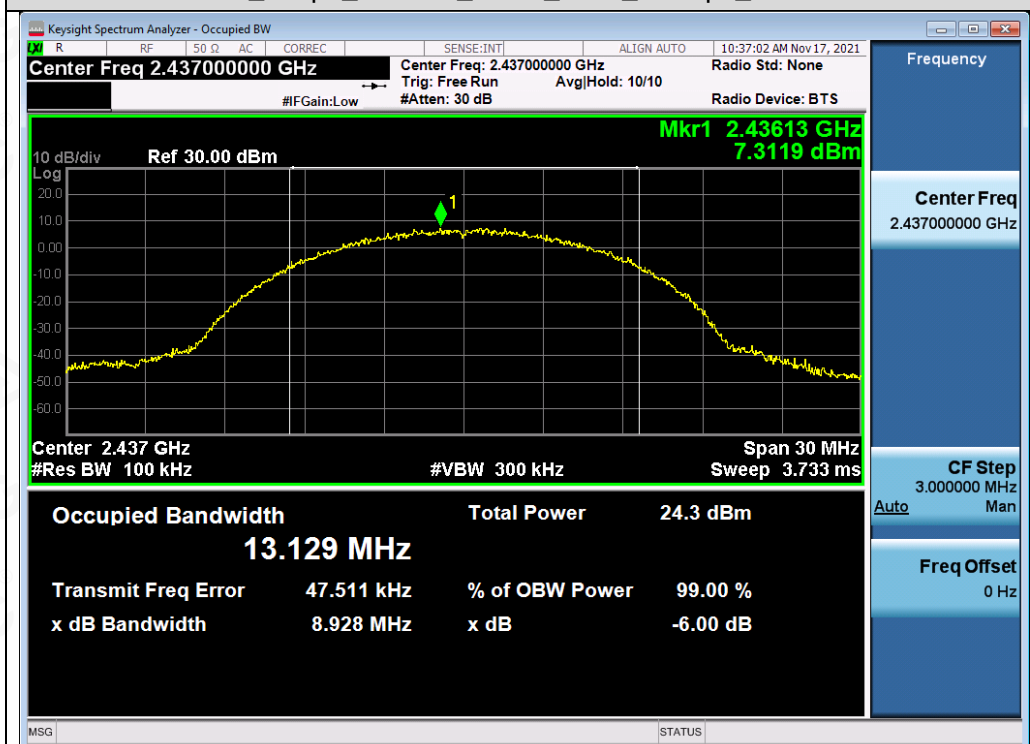 Keysight Spectrum Analyzer - Occupied BW
LXI R RF 50 Ω AC CORREC SENSE:INT ALIGN AUTO 10:37:02 AM Nov 17, 2021
Center Freq 2.437000000 GHz Center Freq: 2.437000000 GHz Radio Std: None
Trig: Free Run Avg|Hold: 10/10
#IFGain:Low #Atten: 30 dB Radio Device: BTS
Mkr1 2.43613 GHz
10 dB/div Ref 30.00 dBm 7.3119 dBm
Log
20.0
1
10.0
0.00
-10.0
-20.0
-30.0
-40.0
-50.0
-60.0
Center 2.437 GHz Span 30 MHz
#Res BW 100 kHz #VBW 300 kHz Sweep 3.733 ms
Occupied Bandwidth Total Power 24.3 dBm
13.129 MHz
Transmit Freq Error 47.511 kHz % of OBW Power 99.00 %
x dB Bandwidth 8.928 MHz x dB -6.00 dB
MSG STATUS
Frequency
Center Freq
2.437000000 GHz
CF Step
3.000000 MHz
Auto Man
Freq Offset
0 Hz